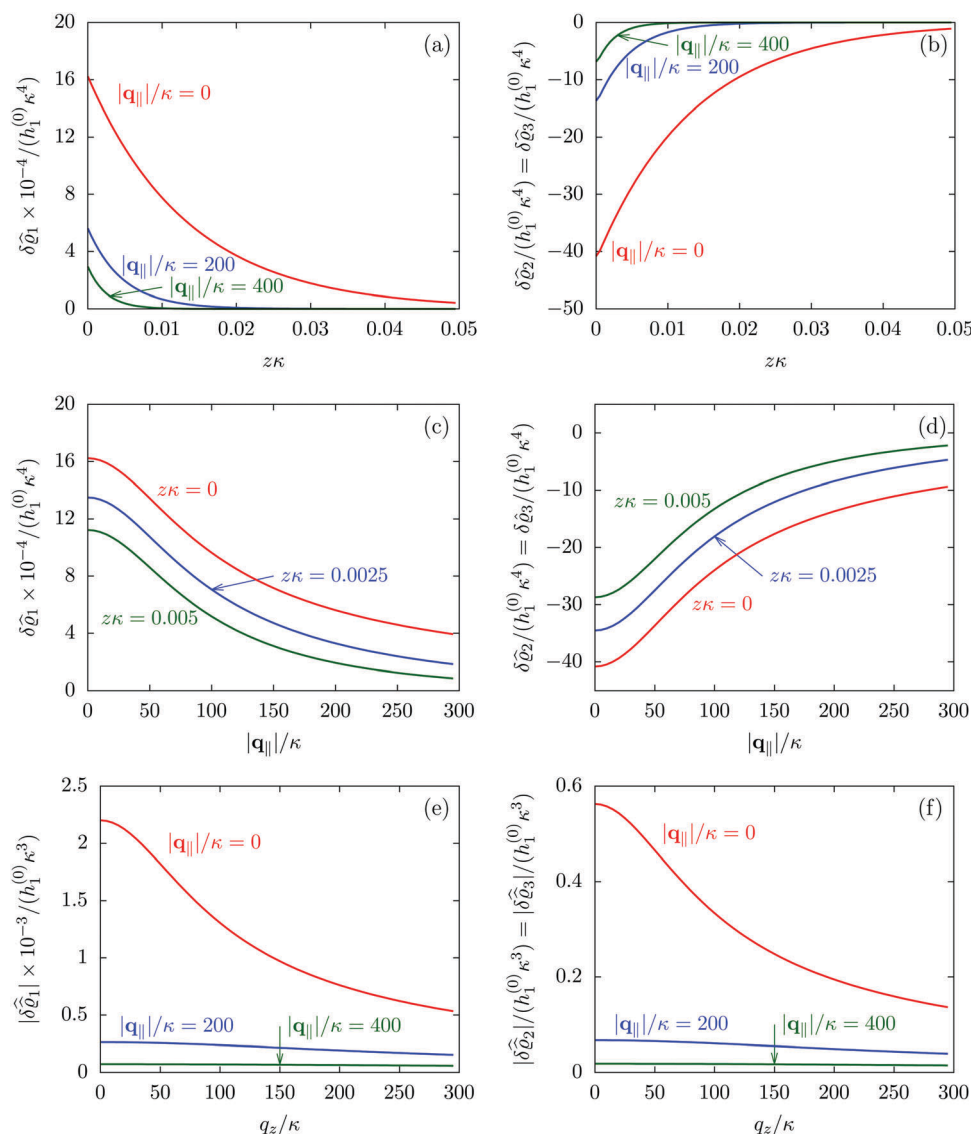 (a)
δϱ̂₁ × 10⁻⁴/(h₁⁽⁰⁾κ⁴)
20
16
12
8
4
0
|q∥|/κ = 0
|q∥|/κ = 200
|q∥|/κ = 400
0 0.01 0.02 0.03 0.04 0.05
zκ
(b)
δϱ̂₂/(h₁⁽⁰⁾κ⁴) = δϱ̂₃/(h₁⁽⁰⁾κ⁴)
0
−10
−20
−30
−40
−50
|q∥|/κ = 400
|q∥|/κ = 200
|q∥|/κ = 0
0 0.01 0.02 0.03 0.04 0.05
zκ
(c)
δϱ̂₁ × 10⁻⁴/(h₁⁽⁰⁾κ⁴)
20
16
12
8
4
0
zκ = 0
zκ = 0.0025
zκ = 0.005
0 50 100 150 200 250 300
|q∥|/κ
(d)
δϱ̂₂/(h₁⁽⁰⁾κ⁴) = δϱ̂₃/(h₁⁽⁰⁾κ⁴)
0
−10
−20
−30
−40
zκ = 0.005
zκ = 0.0025
zκ = 0
0 50 100 150 200 250 300
|q∥|/κ
(e)
|δϱ̂̂₁| × 10⁻³/(h₁⁽⁰⁾κ³)
2.5
2
1.5
1
0.5
0
|q∥|/κ = 0
|q∥|/κ = 200
|q∥|/κ = 400
0 50 100 150 200 250 300
q_z/κ
(f)
|δϱ̂̂₂|/(h₁⁽⁰⁾κ³) = |δϱ̂̂₃|/(h₁⁽⁰⁾κ³)
0.6
0.4
0.2
0
|q∥|/κ = 0
|q∥|/κ = 200
|q∥|/κ = 400
0 50 100 150 200 250 300
q_z/κ